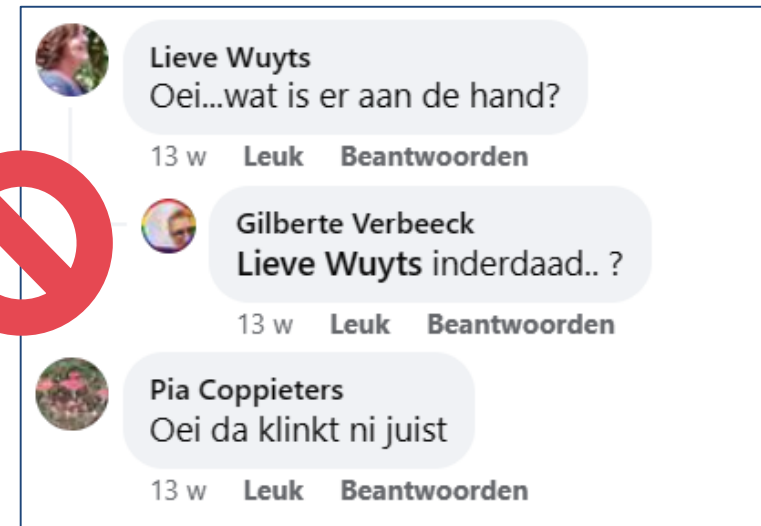 Lieve Wuyts
Oei...wat is er aan de hand?
13 w Leuk Beantwoorden
Gilberte Verbeeck
Lieve Wuyts inderdaad.. ?
13 w Leuk Beantwoorden
Pia Coppieters
Oei da klinkt ni juist
13 w Leuk Beantwoorden